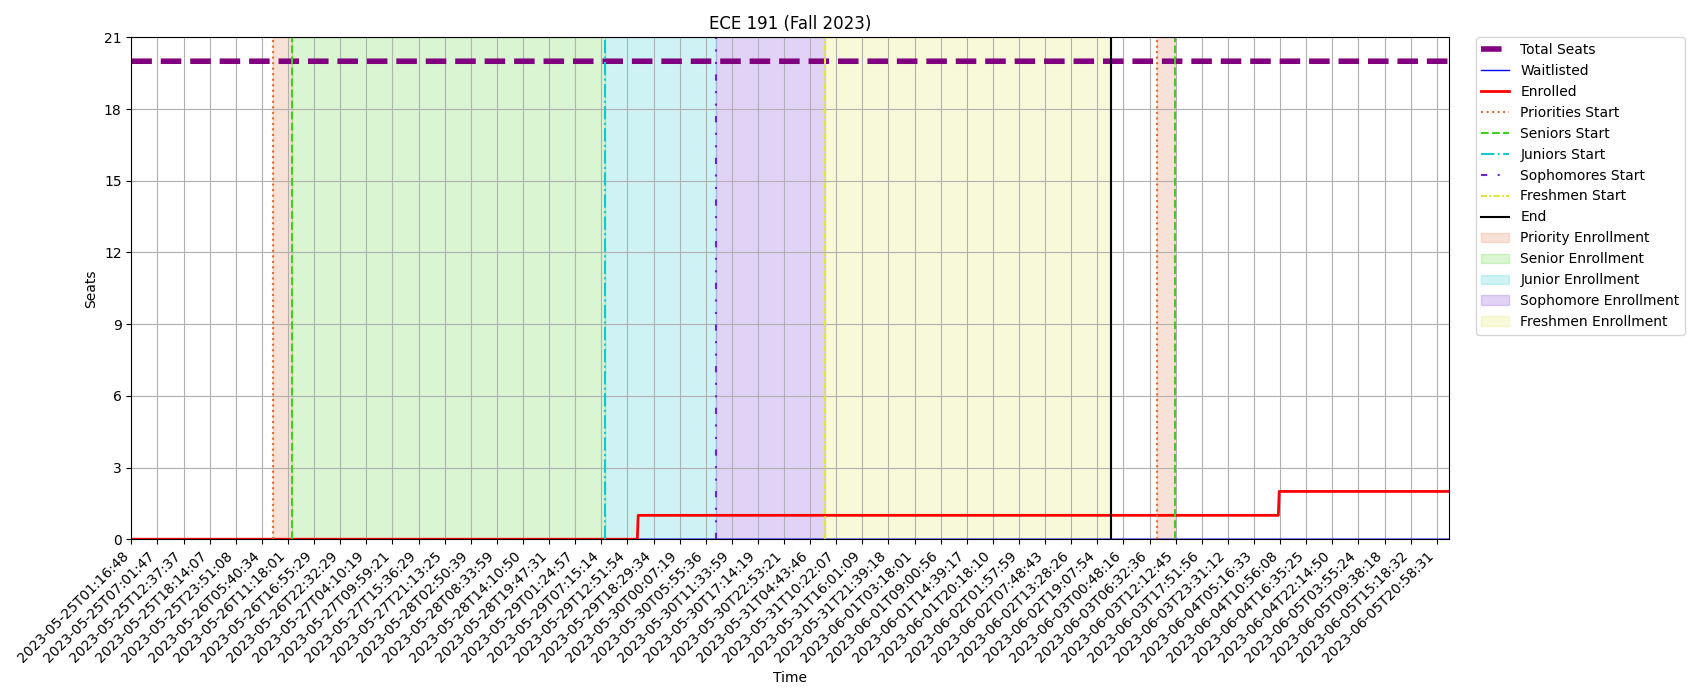 ECE 191 (Fall 2023)
21
18
15
12
9
6
3
0
Seats
2023-05-25T01:16:48
2023-05-25T07:01:47
2023-05-25T12:37:37
2023-05-25T18:14:07
2023-05-25T23:51:08
2023-05-26T05:40:34
2023-05-26T11:18:01
2023-05-26T16:55:29
2023-05-26T22:32:29
2023-05-27T04:10:19
2023-05-27T09:59:21
2023-05-27T15:36:29
2023-05-27T21:13:25
2023-05-28T02:50:39
2023-05-28T08:33:59
2023-05-28T14:10:50
2023-05-28T19:47:31
2023-05-29T01:24:57
2023-05-29T07:15:14
2023-05-29T12:51:54
2023-05-29T18:29:34
2023-05-30T00:07:19
2023-05-30T05:55:36
2023-05-30T11:33:59
2023-05-30T17:14:19
2023-05-30T22:53:21
2023-05-31T04:43:46
2023-05-31T10:22:07
2023-05-31T16:01:09
2023-05-31T21:39:18
2023-06-01T03:18:01
2023-06-01T09:00:56
2023-06-01T14:39:17
2023-06-01T20:18:10
2023-06-02T01:57:59
2023-06-02T07:48:43
2023-06-02T13:28:26
2023-06-02T19:07:54
2023-06-03T00:48:16
2023-06-03T06:32:36
2023-06-03T12:12:45
2023-06-03T17:51:56
2023-06-03T23:31:12
2023-06-04T05:16:33
2023-06-04T10:56:08
2023-06-04T16:35:25
2023-06-04T22:14:50
2023-06-05T03:55:24
2023-06-05T09:38:18
2023-06-05T15:18:32
2023-06-05T20:58:31
Time
Total Seats
Waitlisted
Enrolled
Priorities Start
Seniors Start
Juniors Start
Sophomores Start
Freshmen Start
End
Priority Enrollment
Senior Enrollment
Junior Enrollment
Sophomore Enrollment
Freshmen Enrollment